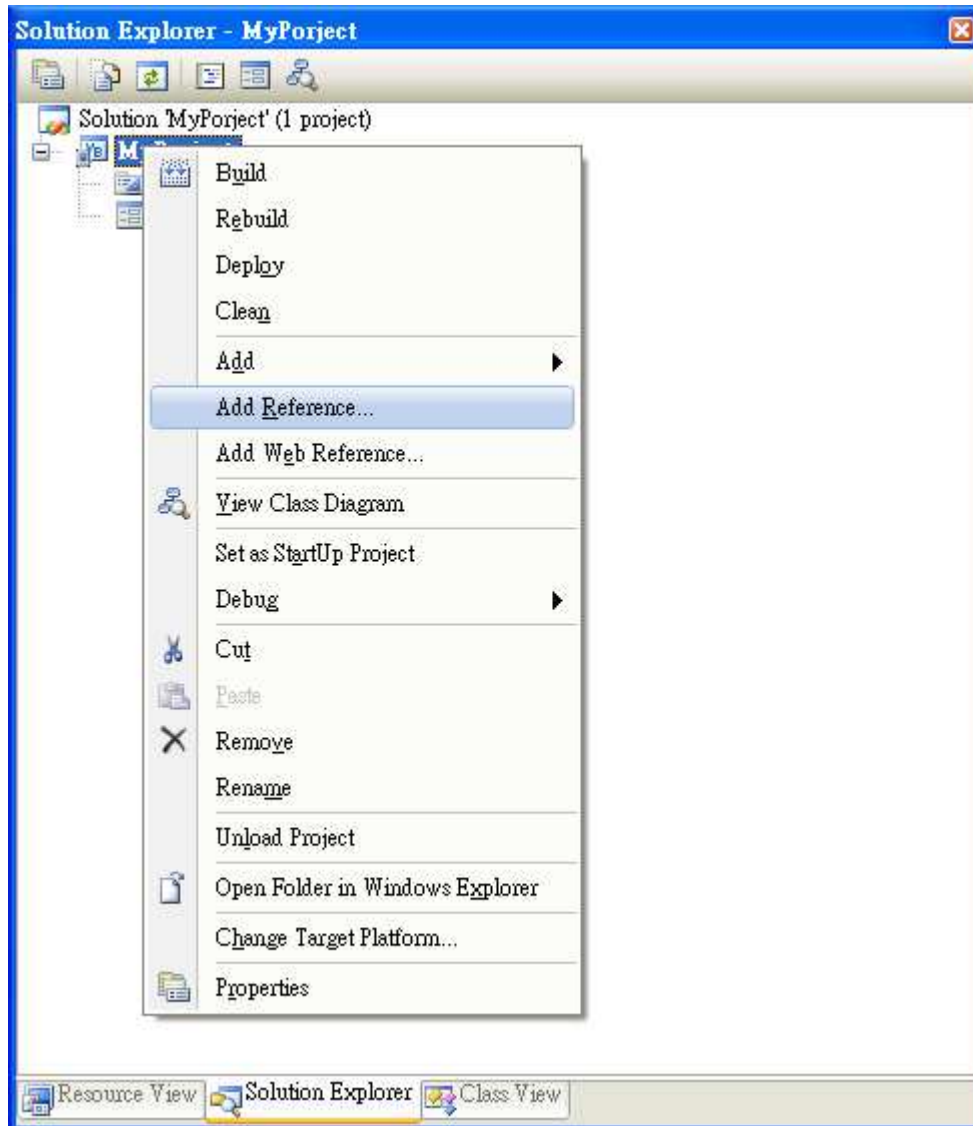 Solution Explorer - MyPorject
Solution 'MyPorject' (1 project)
VB
Build
Rebuild
Deploy
Clean
Add
Add Reference...
Add Web Reference...
View Class Diagram
Set as StartUp Project
Debug
Cut
Paste
Remove
Rename
Unload Project
Open Folder in Windows Explorer
Change Target Platform...
Properties
Resource View Solution Explorer Class View